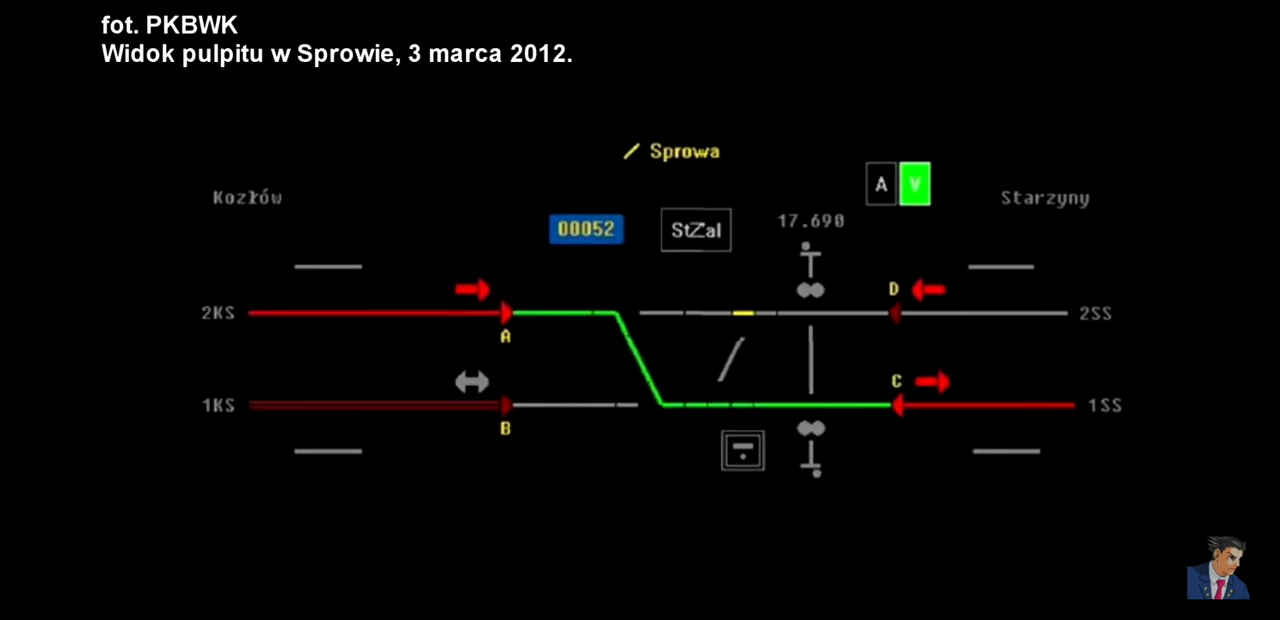 fot. PKBWK
Widok pulpitu w Sprowie, 3 marca 2012.
Sprowa
A V
Kozłów
Starzyny
00052
StZal
17.690
D
2KS
2SS
A
C
1KS
1SS
B